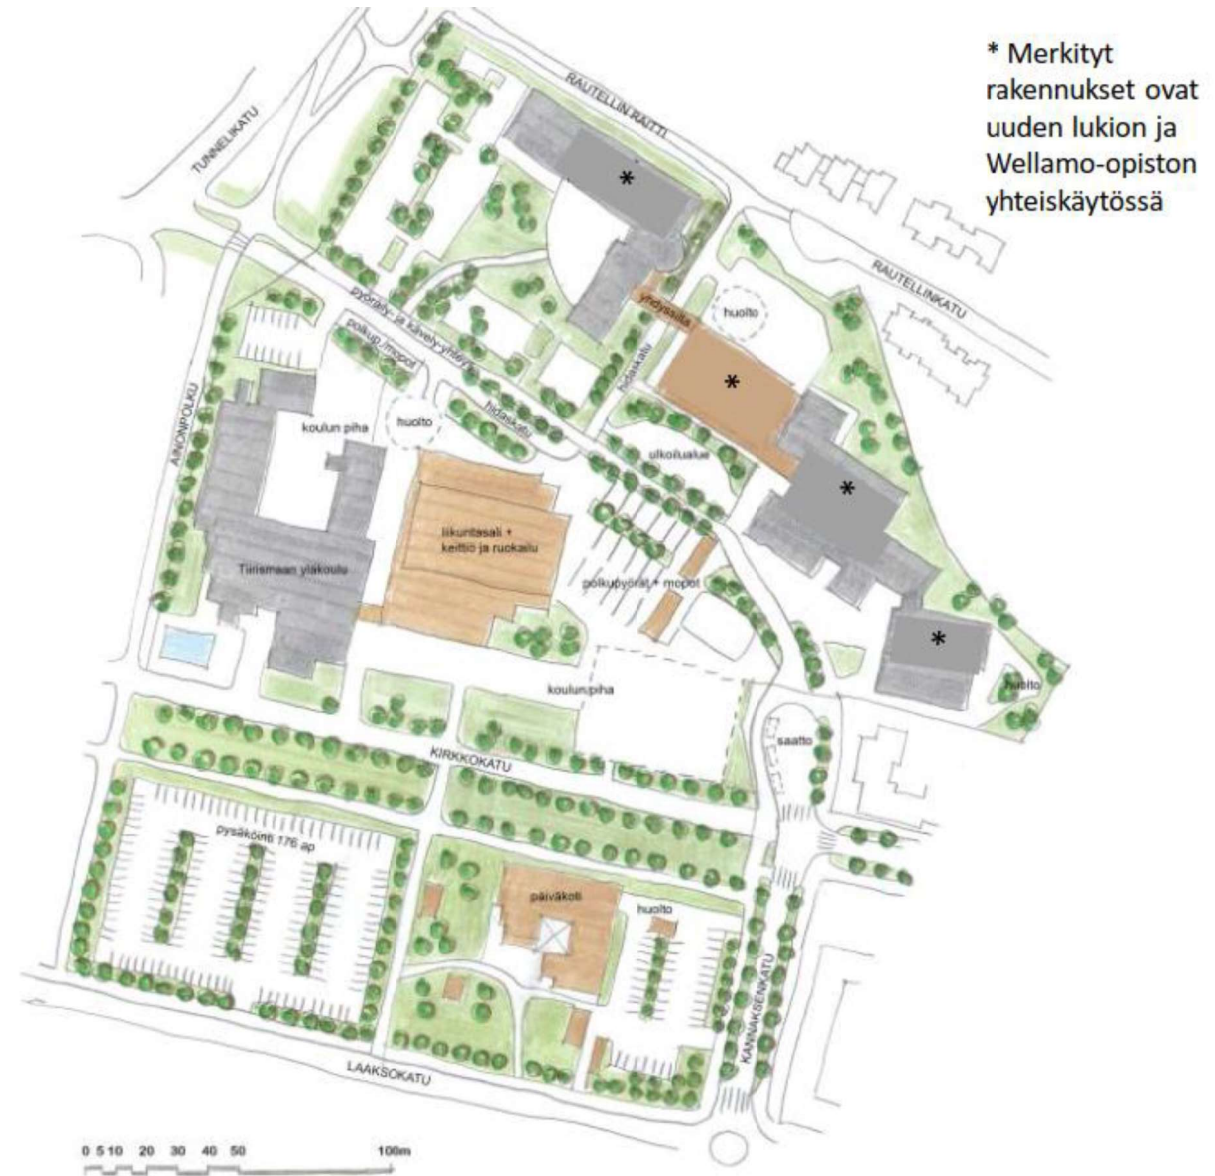 * Merkityt
rakennukset ovat
uuden lukion ja
Wellamo-opiston
yhteiskäytössä
RAUTELLIN RAITTI
TUNNELIKATU
*
RAUTELLINKATU
yhdyssilta
huolto
pyöräily- ja kävely-yhteys
polkup./mopot
hidaskatu
*
AINONPOLKU
koulun piha
huolto
hidaskatu
ulkoilualue
*
liikuntasali +
keittiö ja ruokailu
Tiirismaan yläkoulu
polkupyörät + mopot
*
koulun piha
huolto
saatto
KIRKKOKATU
pysäköinti 176 ap
päiväkoti
huolto
KANNAKSENKATU
LAAKSOKATU
0 5 10 20 30 40 50 100m